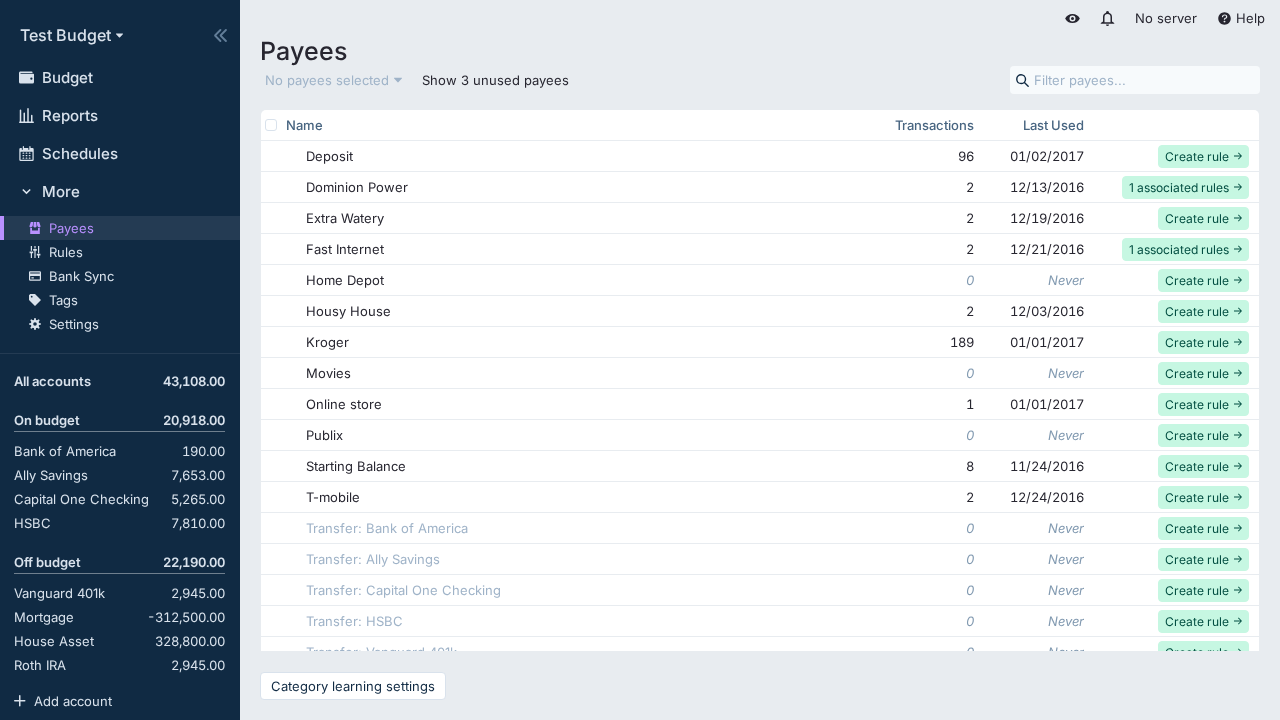 Test Budget
No server
Help
Payees
Budget
No payees selected
Show 3 unused payees
Filter payees...
Reports
Schedules
More
Payees
Rules
Bank Sync
Tags
Settings
All accounts 43,108.00
On budget 20,918.00
Bank of America 190.00
Ally Savings 7,653.00
Capital One Checking 5,265.00
HSBC 7,810.00
Off budget 22,190.00
Vanguard 401k 2,945.00
Mortgage -312,500.00
House Asset 328,800.00
Roth IRA 2,945.00
Add account
Name Transactions Last Used
Deposit 96 01/02/2017 Create rule
Dominion Power 2 12/13/2016 1 associated rules
Extra Watery 2 12/19/2016 Create rule
Fast Internet 2 12/21/2016 1 associated rules
Home Depot 0 Never Create rule
Housy House 2 12/03/2016 Create rule
Kroger 189 01/01/2017 Create rule
Movies 0 Never Create rule
Online store 1 01/01/2017 Create rule
Publix 0 Never Create rule
Starting Balance 8 11/24/2016 Create rule
T-mobile 2 12/24/2016 Create rule
Transfer: Bank of America 0 Never Create rule
Transfer: Ally Savings 0 Never Create rule
Transfer: Capital One Checking 0 Never Create rule
Transfer: HSBC 0 Never Create rule
Transfer: Vanguard 401k 0 Never Create rule
Category learning settings